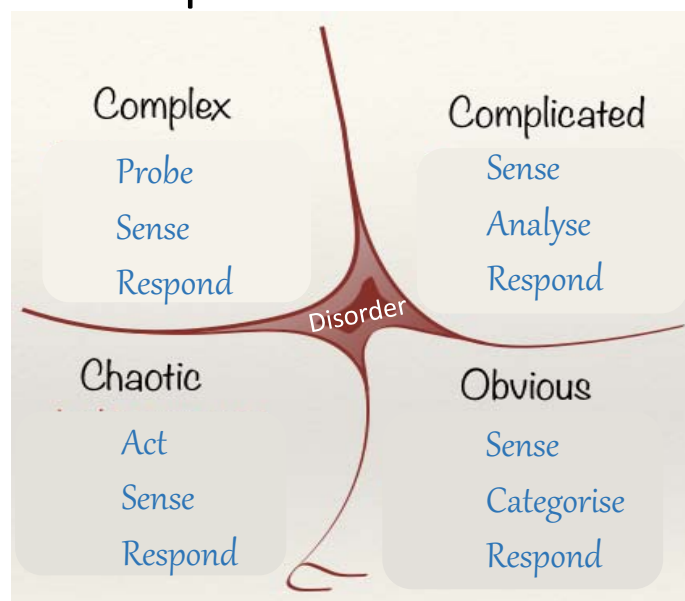 Complex
Probe
Sense
Respond
Complicated
Sense
Analyse
Respond
Disorder
Chaotic
Act
Sense
Respond
Obvious
Sense
Categorise
Respond